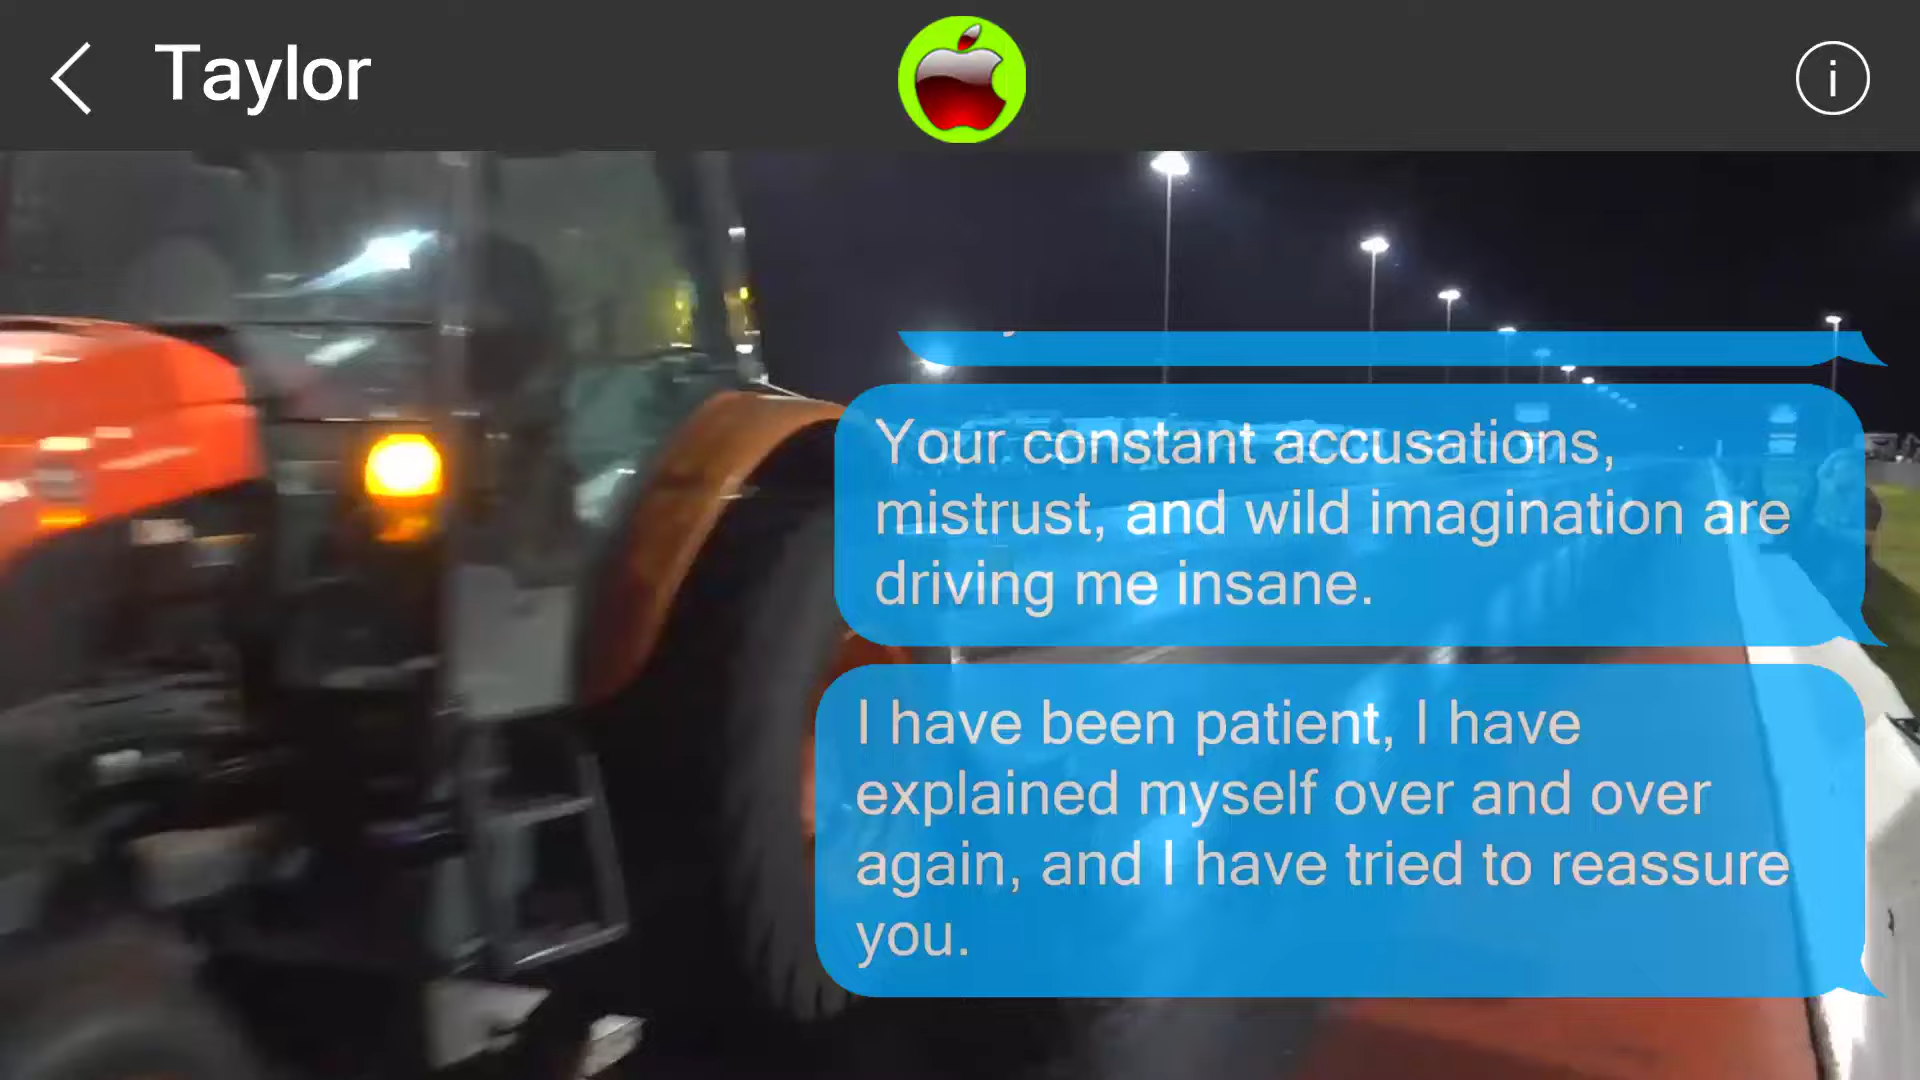 Taylor
Your constant accusations,
mistrust, and wild imagination are
driving me insane.
I have been patient, I have
explained myself over and over
again, and I have tried to reassure
you.